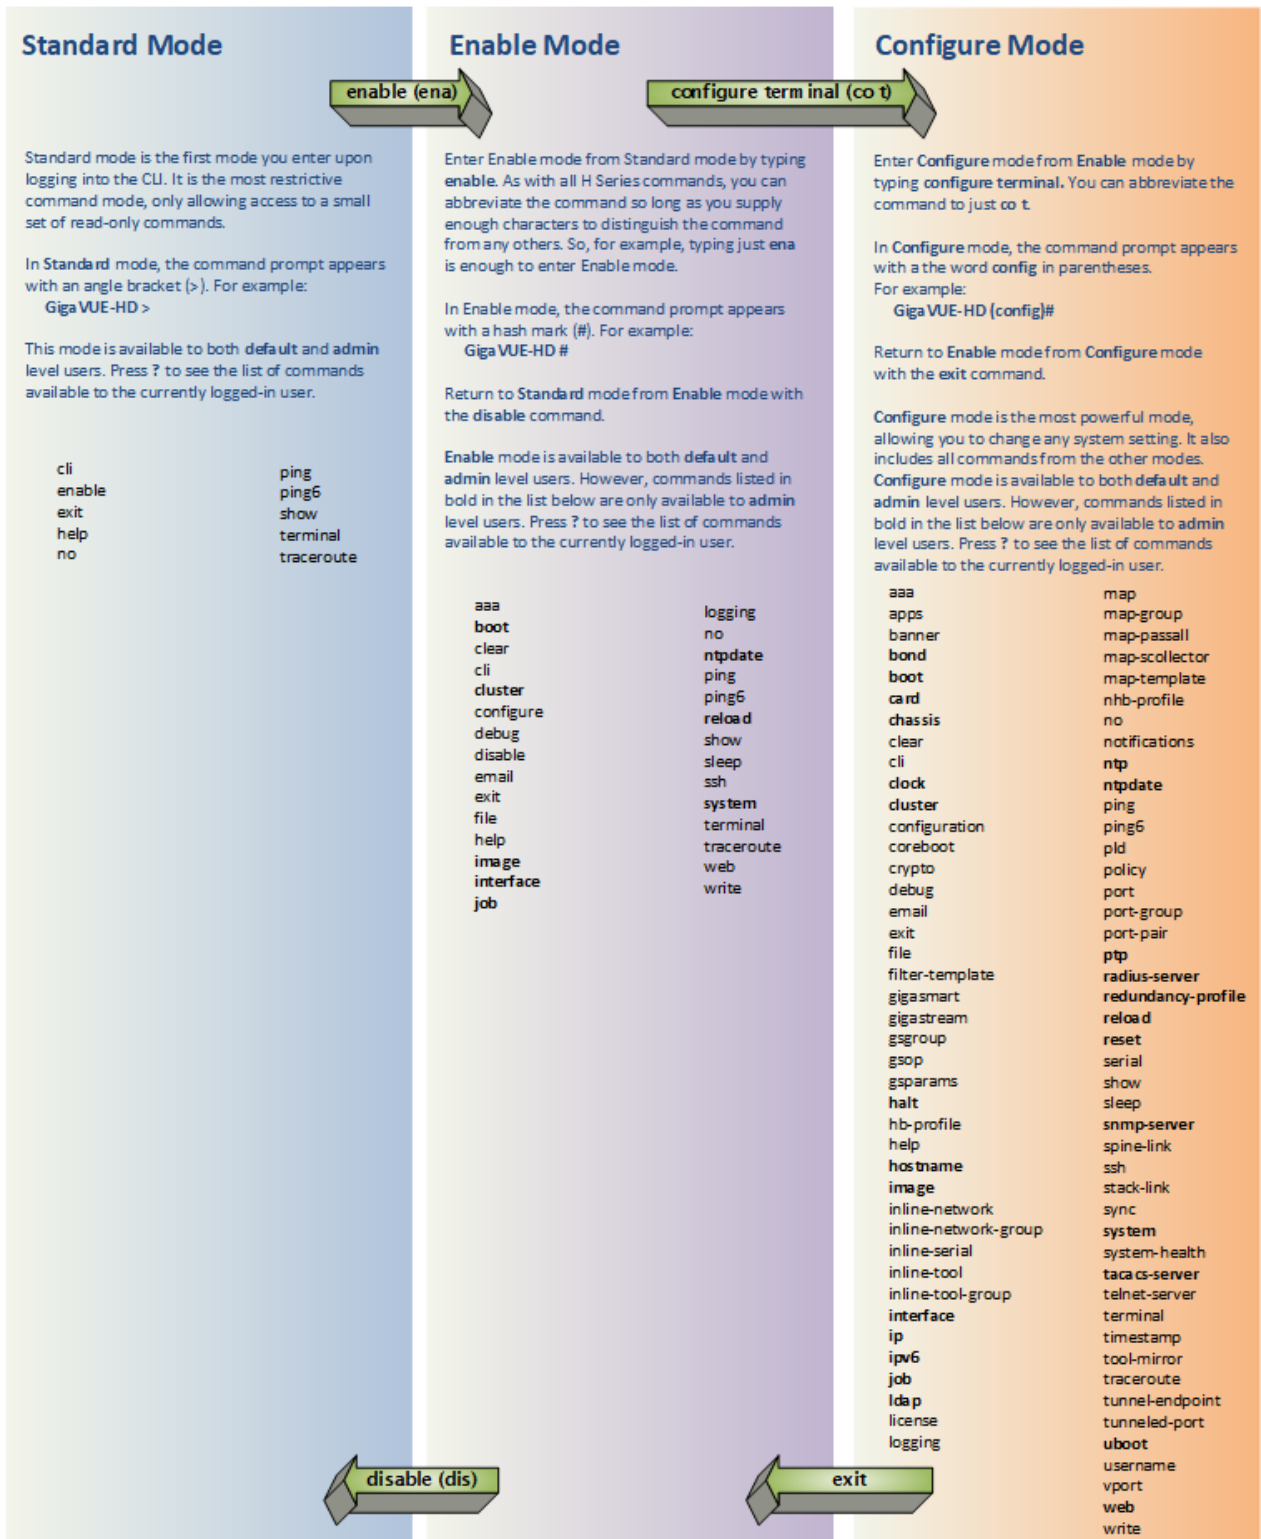 Standard Mode
enable (ena)
Standard mode is the first mode you enter upon
logging into the CLI. It is the most restrictive
command mode, only allowing access to a small
set of read-only commands.
In Standard mode, the command prompt appears
with an angle bracket (>). For example:
GigaVUE-HD >
This mode is available to both default and admin
level users. Press ? to see the list of commands
available to the currently logged-in user.
cli
enable
exit
help
no
ping
ping6
show
terminal
traceroute
disable (dis)
Enable Mode
configure terminal (co t)
Enter Enable mode from Standard mode by typing
enable. As with all H Series commands, you can
abbreviate the command so long as you supply
enough characters to distinguish the command
from any others. So, for example, typing just ena
is enough to enter Enable mode.
In Enable mode, the command prompt appears
with a hash mark (#). For example:
GigaVUE-HD #
Return to Standard mode from Enable mode with
the disable command.
Enable mode is available to both default and
admin level users. However, commands listed in
bold in the list below are only available to admin
level users. Press ? to see the list of commands
available to the currently logged-in user.
aaa
boot
clear
cli
cluster
configure
debug
disable
email
exit
file
help
image
interface
job
logging
no
ntpdate
ping
ping6
reload
show
sleep
ssh
system
terminal
traceroute
web
write
exit
Configure Mode
Enter Configure mode from Enable mode by
typing configure terminal. You can abbreviate the
command to just co t.
In Configure mode, the command prompt appears
with a the word config in parentheses.
For example:
GigaVUE-HD (config)#
Return to Enable mode from Configure mode
with the exit command.
Configure mode is the most powerful mode,
allowing you to change any system setting. It also
includes all commands from the other modes.
Configure mode is available to both default and
admin level users. However, commands listed in
bold in the list below are only available to admin
level users. Press ? to see the list of commands
available to the currently logged-in user.
aaa
apps
banner
bond
boot
card
chassis
clear
cli
clock
cluster
configuration
coreboot
crypto
debug
email
exit
file
filter-template
gigasmart
gigastream
gsgroup
gsop
gsparams
halt
hb-profile
help
hostname
image
inline-network
inline-network-group
inline-serial
inline-tool
inline-tool-group
interface
ip
ipv6
job
ldap
license
logging
map
map-group
map-passall
map-scollector
map-template
nhb-profile
no
notifications
ntp
ntpdate
ping
ping6
pld
policy
port
port-group
port-pair
ptp
radius-server
redundancy-profile
reload
reset
serial
show
sleep
snmp-server
spine-link
ssh
stack-link
sync
system
system-health
tacacs-server
telnet-server
terminal
timestamp
tool-mirror
traceroute
tunnel-endpoint
tunneled-port
uboot
username
vport
web
write